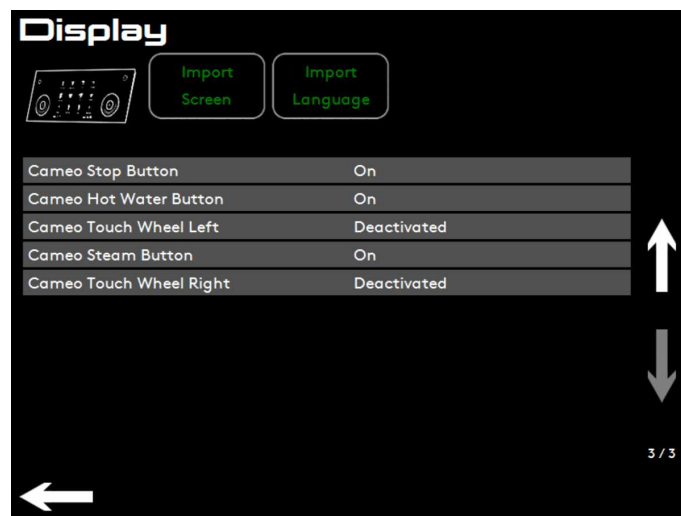 Display
Import
Screen
Import
Language
Cameo Stop Button On
Cameo Hot Water Button On
Cameo Touch Wheel Left Deactivated
Cameo Steam Button On
Cameo Touch Wheel Right Deactivated
3 / 3